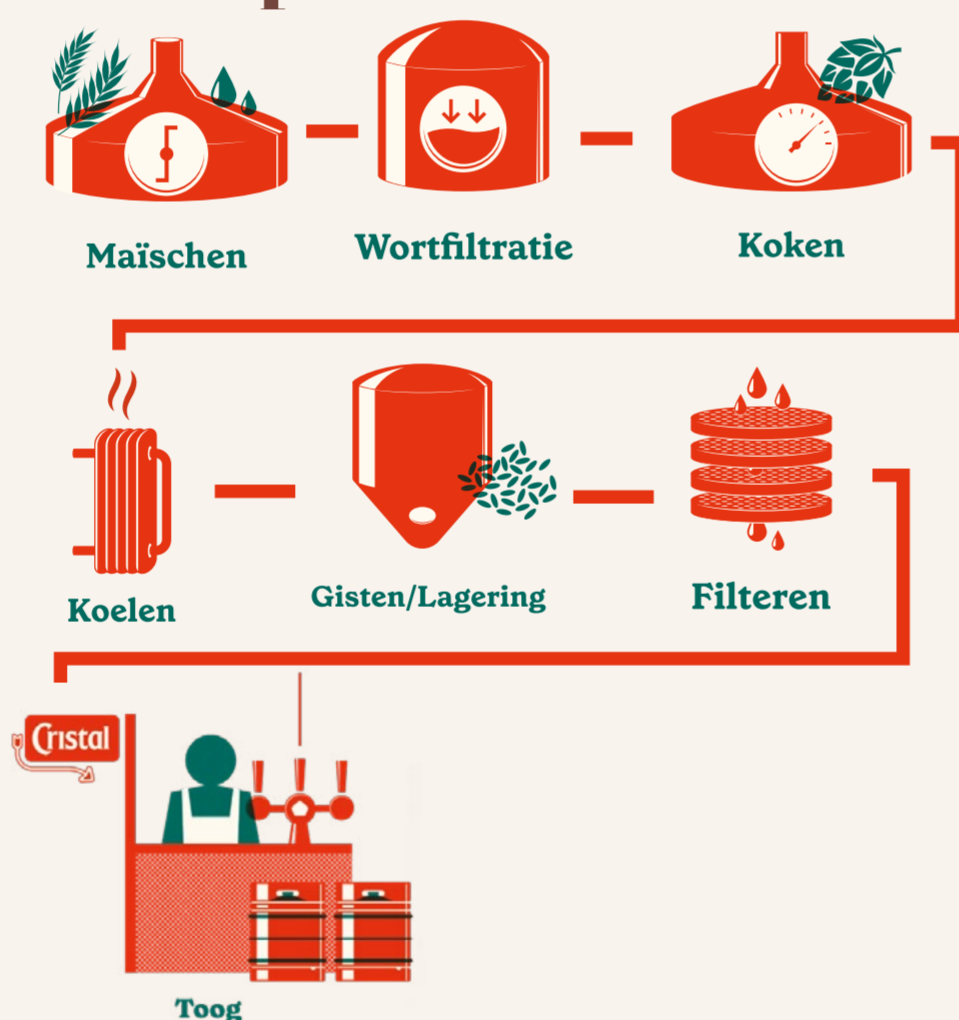 Maïschen
Wortfiltratie
Koken
Koelen
Gisten/Lagering
Filteren
Cristal
Toog